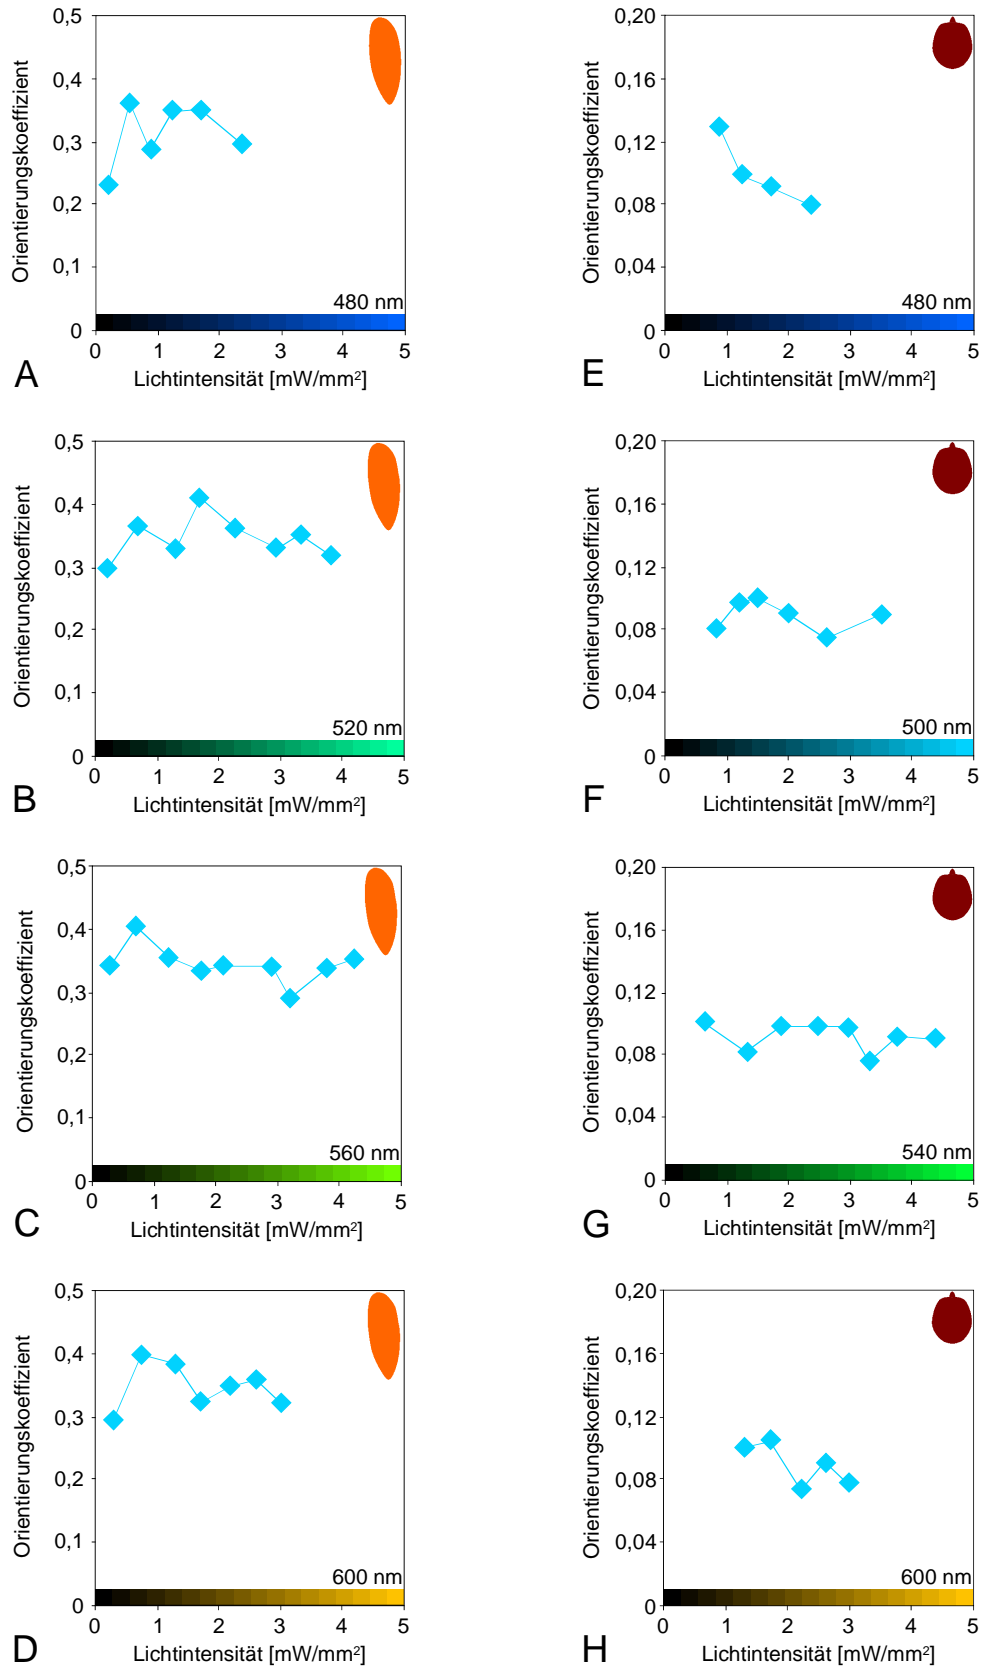 0,5
0,4
0,3
0,2
0,1
0
Orientierungskoeffizient
480 nm
0 1 2 3 4 5
Lichtintensität [mW/mm²]
A
0,20
0,16
0,12
0,08
0,04
0
Orientierungskoeffizient
480 nm
0 1 2 3 4 5
Lichtintensität [mW/mm²]
E
0,5
0,4
0,3
0,2
0,1
0
Orientierungskoeffizient
520 nm
0 1 2 3 4 5
Lichtintensität [mW/mm²]
B
0,20
0,16
0,12
0,08
0,04
0
Orientierungskoeffizient
500 nm
0 1 2 3 4 5
Lichtintensität [mW/mm²]
F
0,5
0,4
0,3
0,2
0,1
0
Orientierungskoeffizient
560 nm
0 1 2 3 4 5
Lichtintensität [mW/mm²]
C
0,20
0,16
0,12
0,08
0,04
0
Orientierungskoeffizient
540 nm
0 1 2 3 4 5
Lichtintensität [mW/mm²]
G
0,5
0,4
0,3
0,2
0,1
0
Orientierungskoeffizient
600 nm
0 1 2 3 4 5
Lichtintensität [mW/mm²]
D
0,20
0,16
0,12
0,08
0,04
0
Orientierungskoeffizient
600 nm
0 1 2 3 4 5
Lichtintensität [mW/mm²]
H